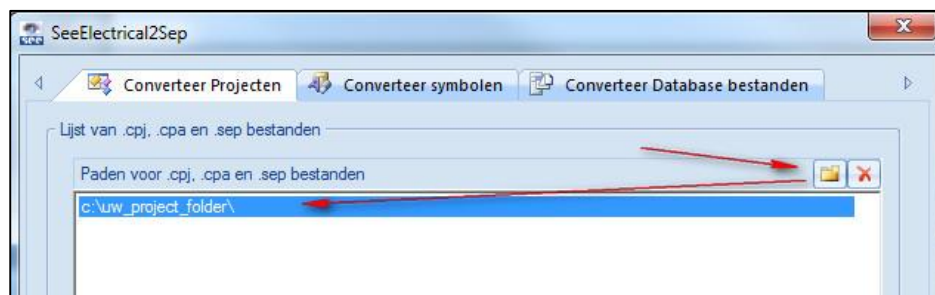 SeeElectrical2Sep
Converteer Projecten Converteer symbolen Converteer Database bestanden
Lijst van .cpj, .cpa en .sep bestanden
Paden voor .cpj, .cpa en .sep bestanden
c:\uw_project_folder\